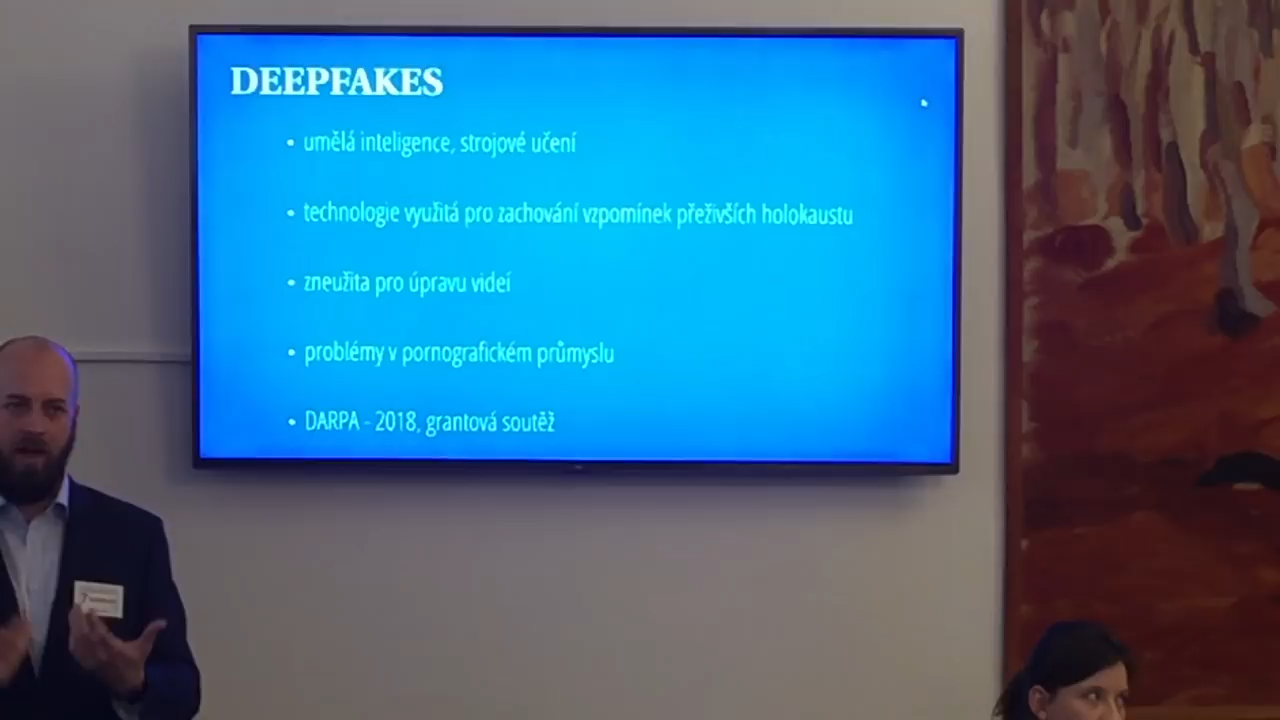 DEEPFAKES
• umělá inteligence, strojové učení
• technologie využitá pro zachování vzpomínek přeživších holokaustu
• zneužita pro úpravu videí
• problémy v pornografickém průmyslu
• DARPA - 2018, grantová soutěž